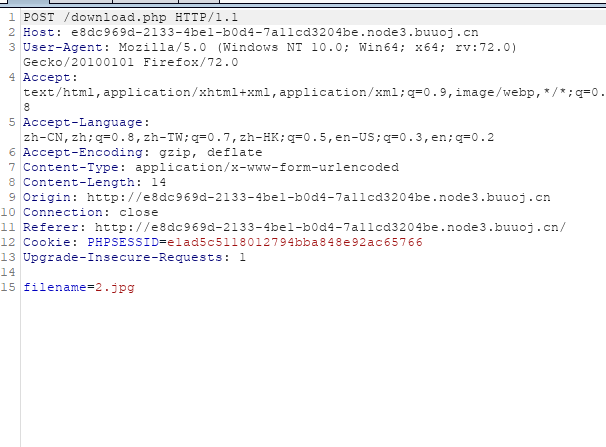 1 POST /download.php HTTP/1.1
2 Host: e8dc969d-2133-4be1-b0d4-7a11cd3204be.node3.buuoj.cn
3 User-Agent: Mozilla/5.0 (Windows NT 10.0; Win64; x64; rv:72.0)
Gecko/20100101 Firefox/72.0
4 Accept:
text/html,application/xhtml+xml,application/xml;q=0.9,image/webp,*/*;q=0.
8
5 Accept-Language:
zh-CN,zh;q=0.8,zh-TW;q=0.7,zh-HK;q=0.5,en-US;q=0.3,en;q=0.2
6 Accept-Encoding: gzip, deflate
7 Content-Type: application/x-www-form-urlencoded
8 Content-Length: 14
9 Origin: http://e8dc969d-2133-4be1-b0d4-7a11cd3204be.node3.buuoj.cn
10 Connection: close
11 Referer: http://e8dc969d-2133-4be1-b0d4-7a11cd3204be.node3.buuoj.cn/
12 Cookie: PHPSESSID=e1ad5c5118012794bba848e92ac65766
13 Upgrade-Insecure-Requests: 1
14
15 filename=2.jpg